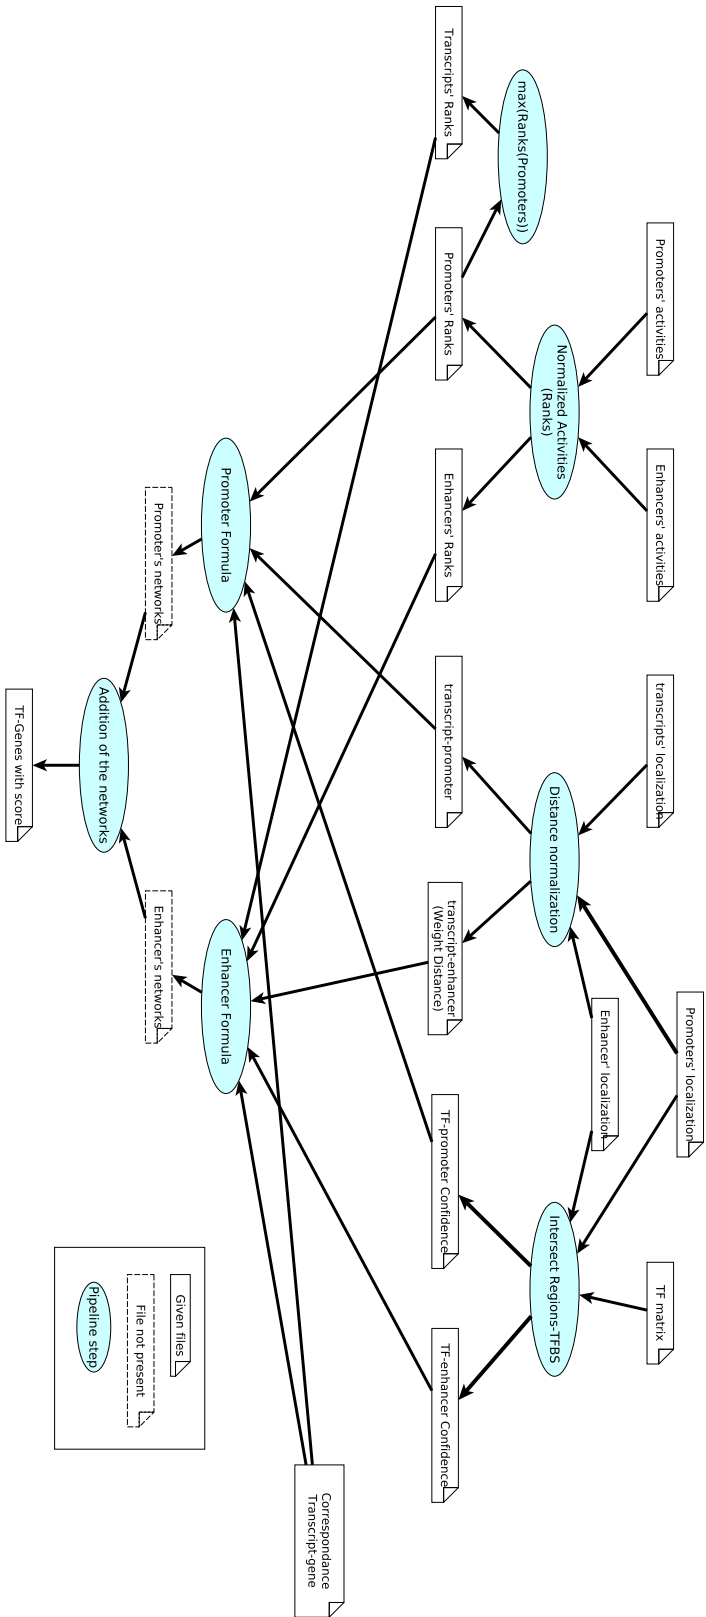 Promoters' activities
Enhancers' activities
transcripts' localization
Promoters' localization
Enhancer' localization
TF matrix
max(Ranks(Promoters))
Normalized Activities
(Ranks)
Distance normalization
Intersect Regions-TFBS
Transcripts' Ranks
Promoters' Ranks
Enhancers' Ranks
transcript-promoter
transcript-enhancer
(Weight Distance)
TF-promoter Confidence
TF-enhancer Confidence
Correspondance
Transcript-gene
Promoter Formula
Enhancer Formula
Promoter's networks
Enhancer's networks
Addition of the networks
TF-Genes with score
Given files
File not present
Pipeline step